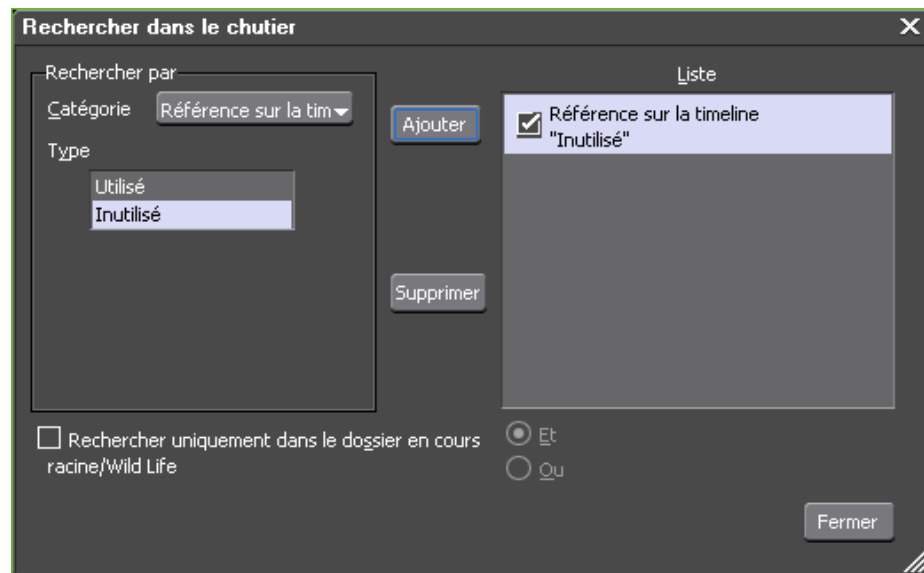 Rechercher dans le chutier
Rechercher par
Catégorie
Référence sur la tim
Type
Utilisé
Inutilisé
Ajouter
Supprimer
Liste
Référence sur la timeline
"Inutilisé"
Rechercher uniquement dans le dossier en cours
racine/Wild Life
Et
Ou
Fermer